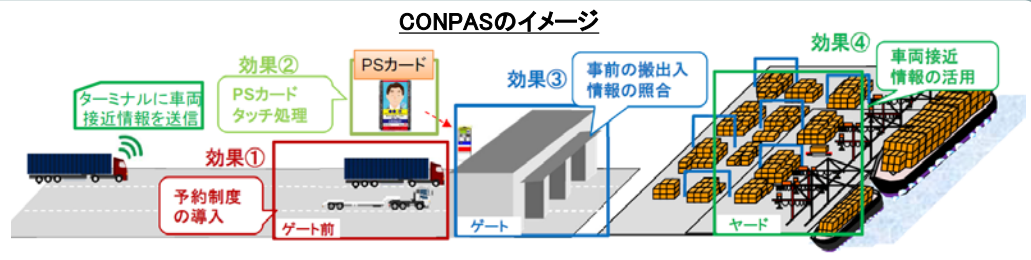 CONPASのイメージ
ターミナルに車両
接近情報を送信
効果②
PSカード
タッチ処理
PSカード
効果③
事前の搬出入
情報の照合
効果④
車両接近
情報の活用
効果①
予約制度
の導入
ゲート前
ゲート
ヤード